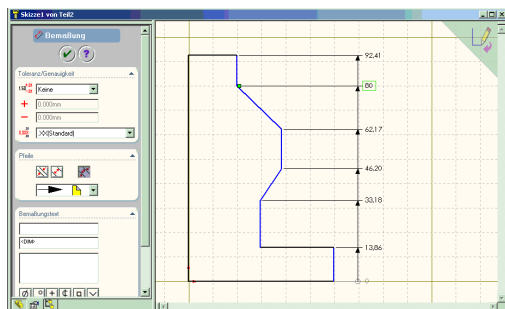 Skizze1 von Teil2
Bemaßung
?
Toleranz/Genauigkeit
Keine
0.000mm
0.000mm
.XX(Standard)
Pfeile
Bemaßungstext
<DIM>
92,41
80
62,17
46,20
33,18
13,86
0